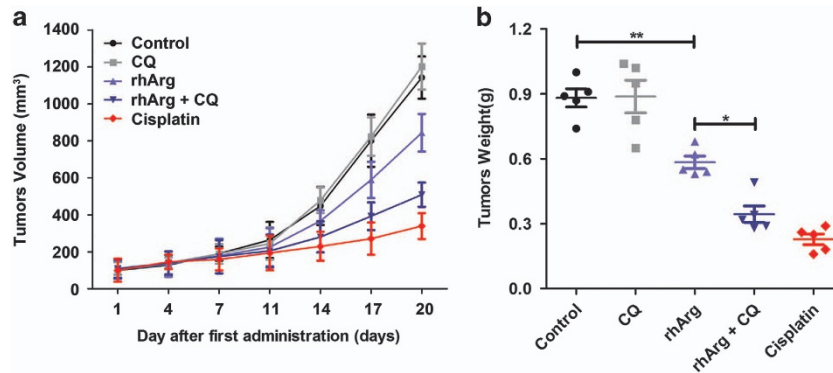 a
1400
1200
1000
800
600
400
200
0
Tumors Volume (mm³)
Control
CQ
rhArg
rhArg + CQ
Cisplatin
1 4 7 11 14 17 20
Day after first administration (days)
b
1.2
0.9
0.6
0.3
0.0
Tumors Weight(g)
**
*
Control
CQ
rhArg
rhArg + CQ
Cisplatin